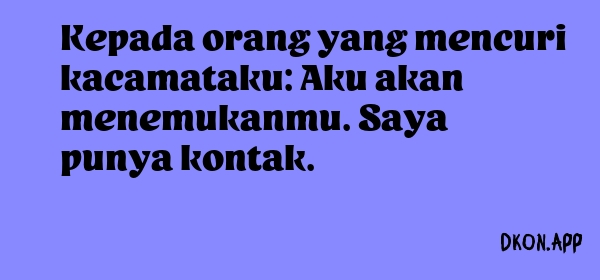 Kepada orang yang mencuri
kacamataku: Aku akan
menemukanmu. Saya
punya kontak.
DKON.APP